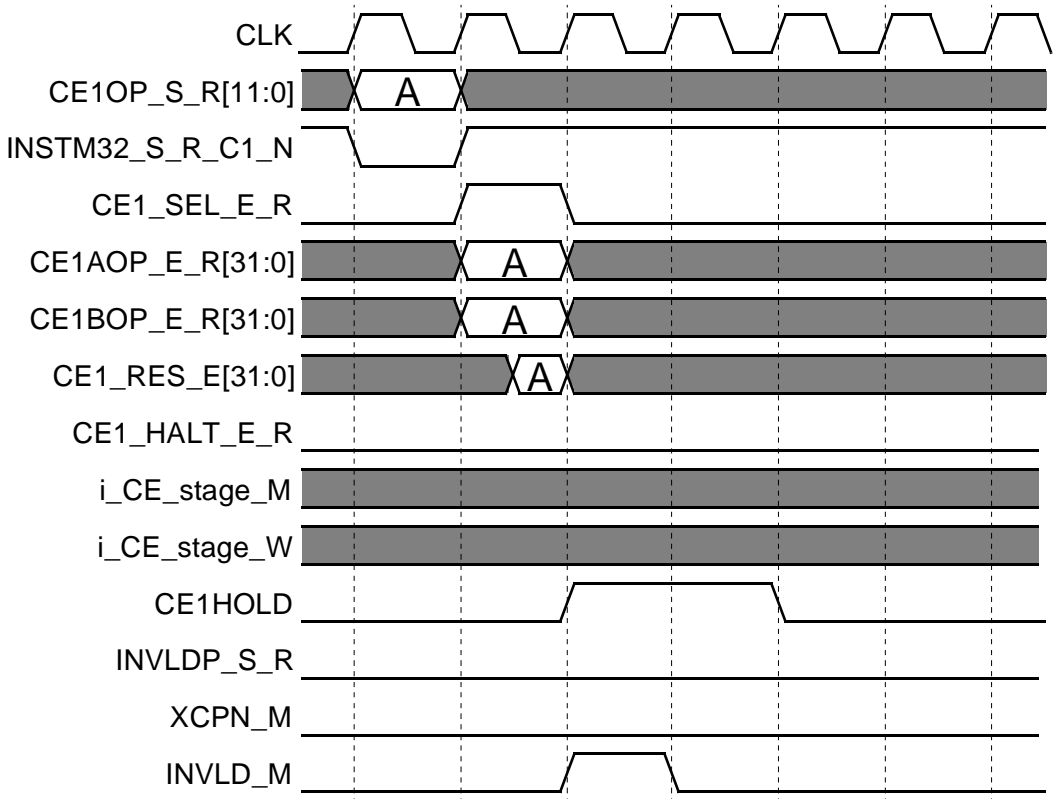 CLK
CE1OP_S_R[11:0] A
INSTM32_S_R_C1_N
CE1_SEL_E_R
CE1AOP_E_R[31:0] A
CE1BOP_E_R[31:0] A
CE1_RES_E[31:0] A
CE1_HALT_E_R
i_CE_stage_M
i_CE_stage_W
CE1HOLD
INVLDP_S_R
XCPN_M
INVLD_M